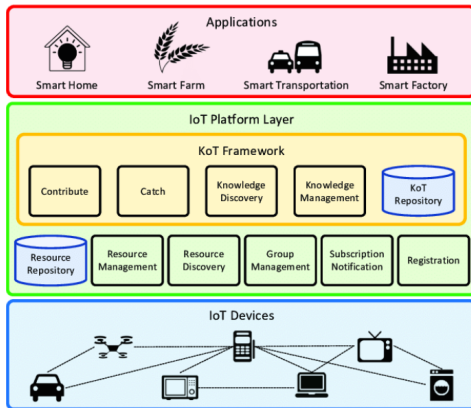 Applications
Smart Home
Smart Farm
Smart Transportation
Smart Factory
IoT Platform Layer
KoT Framework
Contribute
Catch
Knowledge
Discovery
Knowledge
Management
KoT
Repository
Resource
Repository
Resource
Management
Resource
Discovery
Group
Management
Subscription
Notification
Registration
IoT Devices